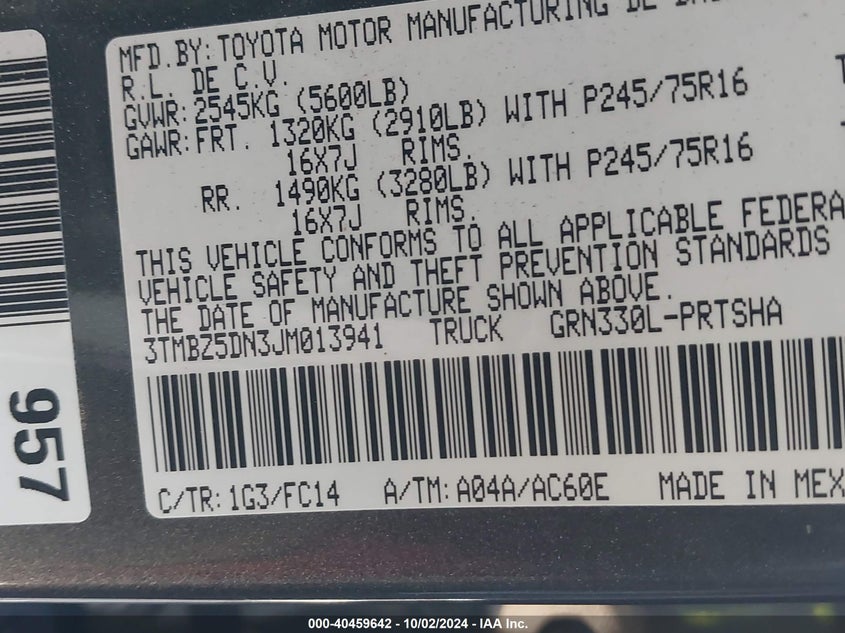 MFD.BY:TOYOTA MOTOR MANUFACTURING DE
R.L. DE C.V.
GVWR:2545KG (5600LB)
GAWR:FRT. 1320KG (2910LB) WITH P245/75R16
16X7J RIMS.
RR. 1490KG (3280LB) WITH P245/75R16
16X7J RIMS.
THIS VEHICLE CONFORMS TO ALL APPLICABLE FEDERA
VEHICLE SAFETY AND THEFT PREVENTION STANDARDS
THE DATE OF MANUFACTURE SHOWN ABOVE.
3TMBZ5DN3JM013941 TRUCK GRN330L-PRTSHA
C/TR:1G3/FC14 A/TM:A04A/AC60E MADE IN MEX
957
000-40459642 - 10/02/2024 - IAA Inc.